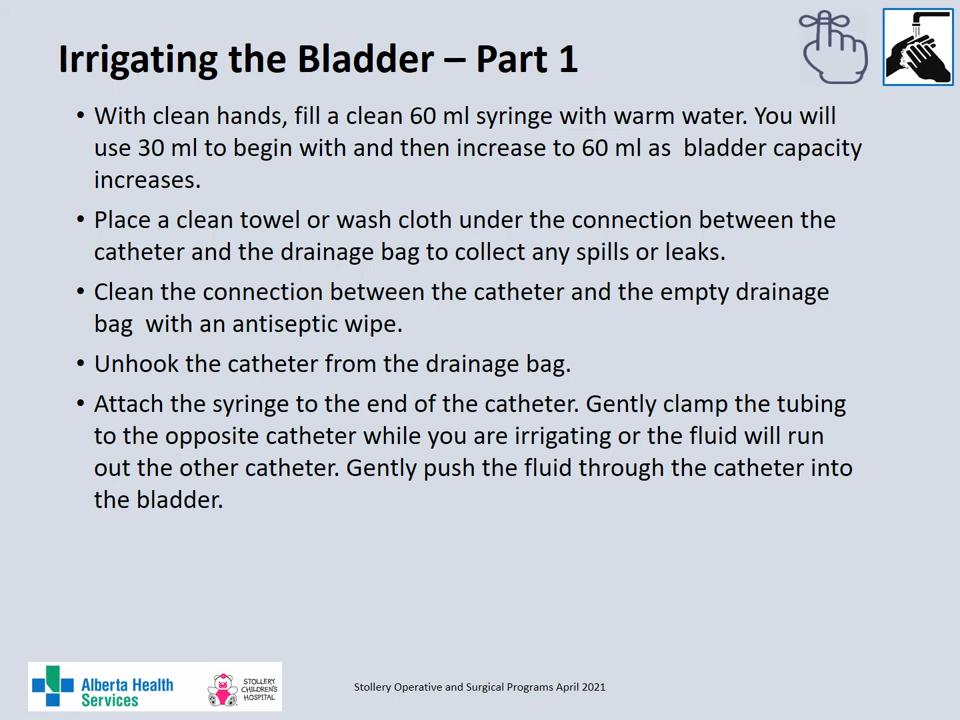 Irrigating the Bladder – Part 1
• With clean hands, fill a clean 60 ml syringe with warm water. You will
use 30 ml to begin with and then increase to 60 ml as  bladder capacity
increases.
• Place a clean towel or wash cloth under the connection between the
catheter and the drainage bag to collect any spills or leaks.
• Clean the connection between the catheter and the empty drainage
bag  with an antiseptic wipe.
• Unhook the catheter from the drainage bag.
• Attach the syringe to the end of the catheter. Gently clamp the tubing
to the opposite catheter while you are irrigating or the fluid will run
out the other catheter. Gently push the fluid through the catheter into
the bladder.
Alberta Health
Services
STOLLERY
CHILDREN'S
HOSPITAL
Stollery Operative and Surgical Programs April 2021